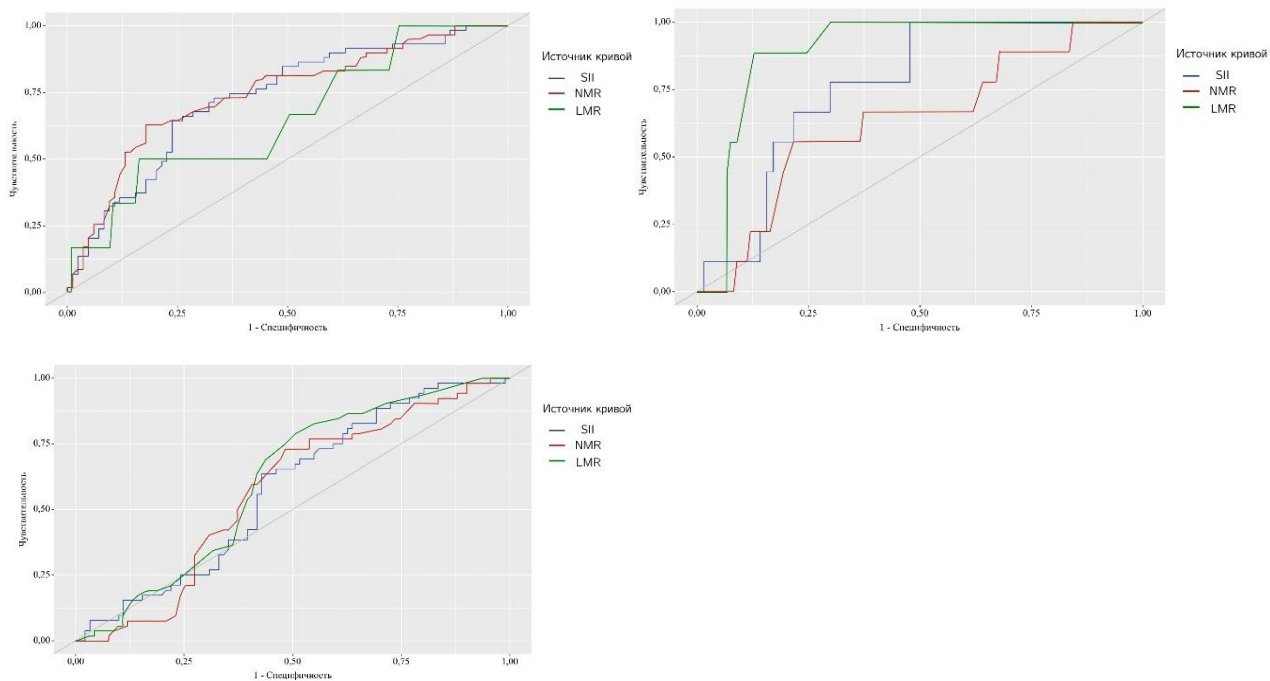 1,00
0,75
0,50
0,25
0,00
Чувствительность
0,00 0,25 0,50 0,75 1,00
1 - Специфичность
Источник кривой
SII
NMR
LMR
1,00
0,75
0,50
0,25
0,00
Чувствительность
0,00 0,25 0,50 0,75 1,00
1 - Специфичность
Источник кривой
SII
NMR
LMR
1,00
0,75
0,50
0,25
0,00
Чувствительность
0,00 0,25 0,50 0,75 1,00
1 - Специфичность
Источник кривой
SII
NMR
LMR